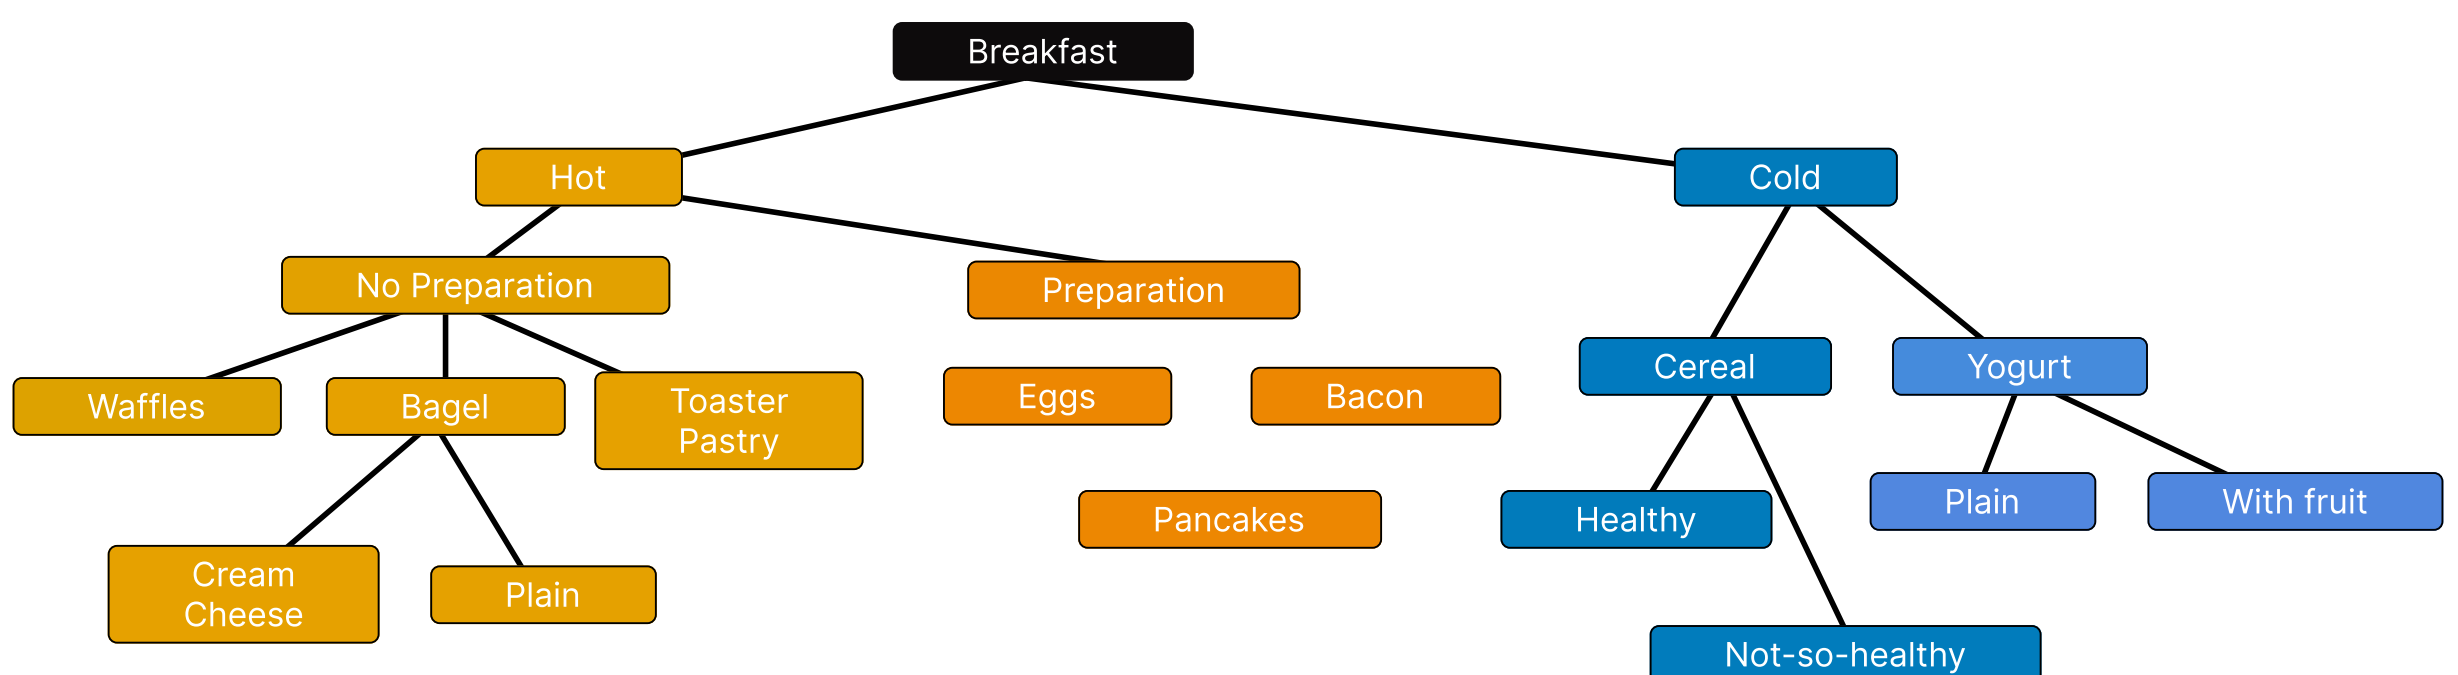 Breakfast
Hot
Cold
No Preparation
Preparation
Cereal
Yogurt
Waffles
Bagel
Toaster
Pastry
Eggs
Bacon
Pancakes
Healthy
Plain
With fruit
Cream
Cheese
Plain
Not-so-healthy